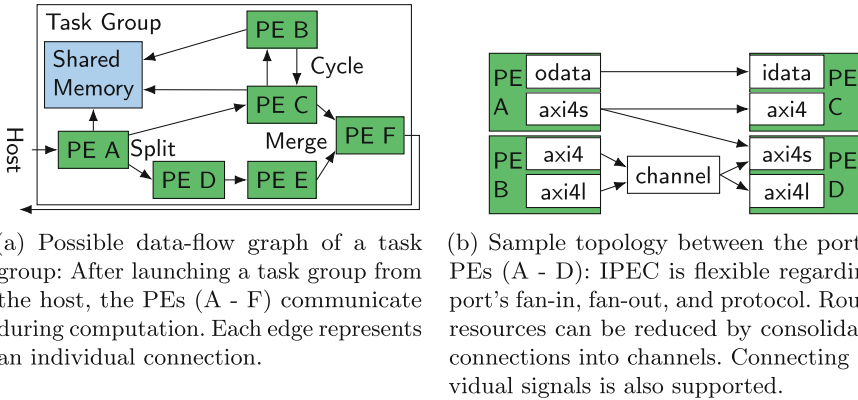 Task Group
Shared
Memory
PE B
Cycle
PE C
Merge
PE F
Host
PE A
Split
PE D
PE E
PE
A
odata
axi4s
PE
B
axi4
axi4l
channel
idata
axi4
PE
C
axi4s
axi4l
PE
D
(a) Possible data-flow graph of a task
group: After launching a task group from
the host, the PEs (A - F) communicate
during computation. Each edge represents
an individual connection.
(b) Sample topology between the port
PEs (A - D): IPEC is flexible regardin
port's fan-in, fan-out, and protocol. Rou
resources can be reduced by consolida
connections into channels. Connecting
vidual signals is also supported.